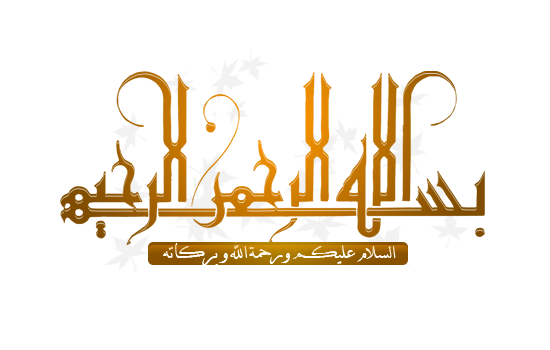 بسم الله الرحمن الرحيم
السلام عليكم ورحمة الله وبركاته